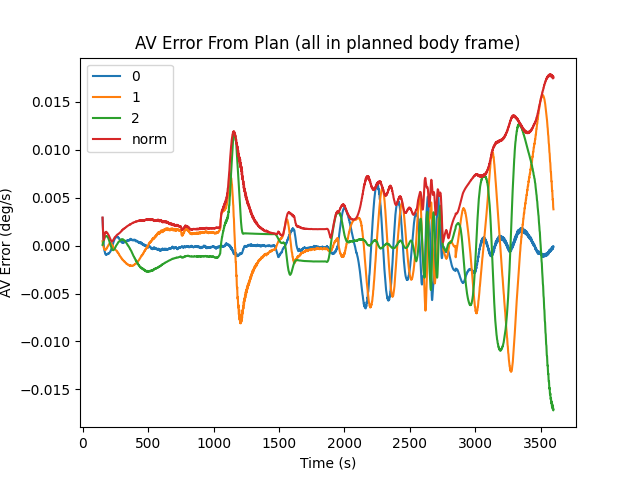 AV Error From Plan (all in planned body frame)
0
1
2
norm
AV Error (deg/s)
0.015
0.010
0.005
0.000
−0.005
−0.010
−0.015
0 500 1000 1500 2000 2500 3000 3500
Time (s)